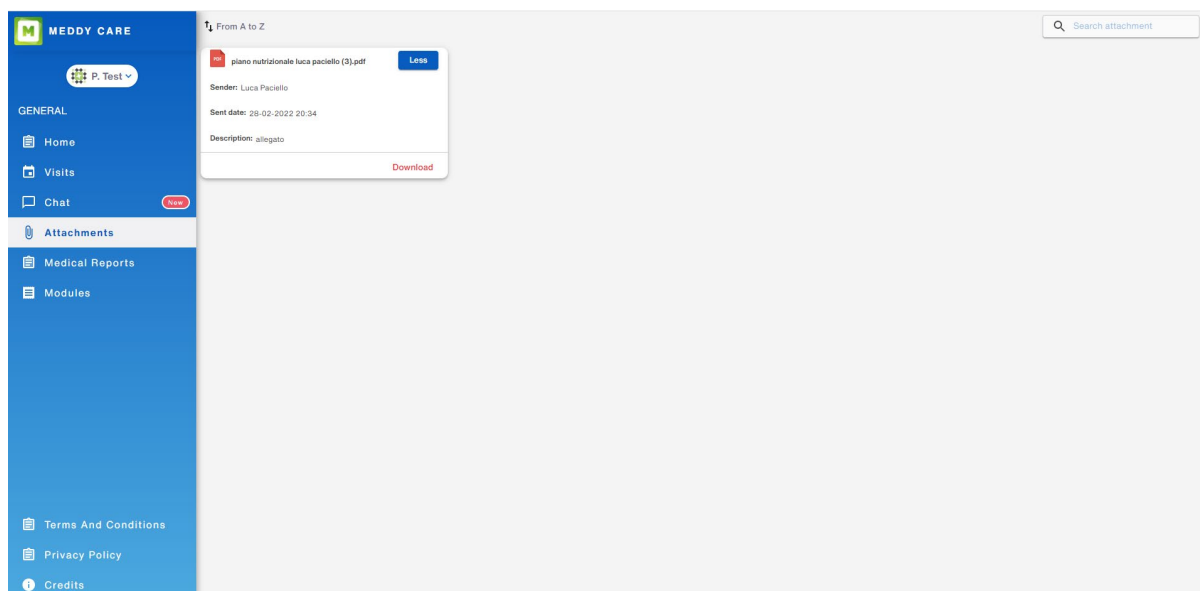 MEDDY CARE
P. Test
GENERAL
Home
Visits
Chat New
Attachments
Medical Reports
Modules
Terms And Conditions
Privacy Policy
Credits
From A to Z
Search attachment
PDF piano nutrizionale luca paciello (3).pdf Less
Sender: Luca Paciello
Sent date: 28-02-2022 20:34
Description: allegato
Download